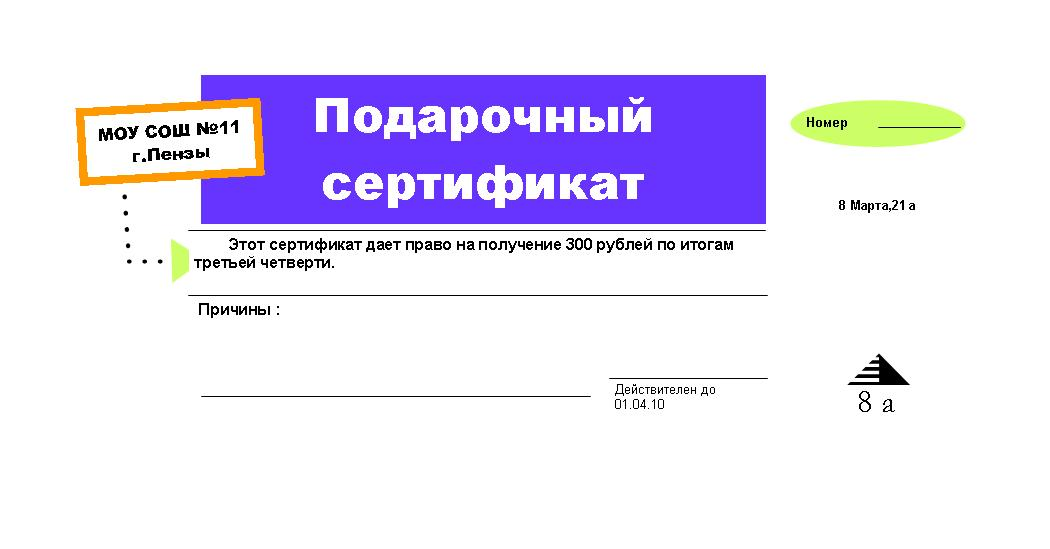 Подарочный
сертификат
МОУ СОШ №11
г.Пензы
Номер
8 Марта,21 а
Этот сертификат дает право на получение 300 рублей по итогам
третьей четверти.
Причины :
Действителен до
01.04.10
8 а